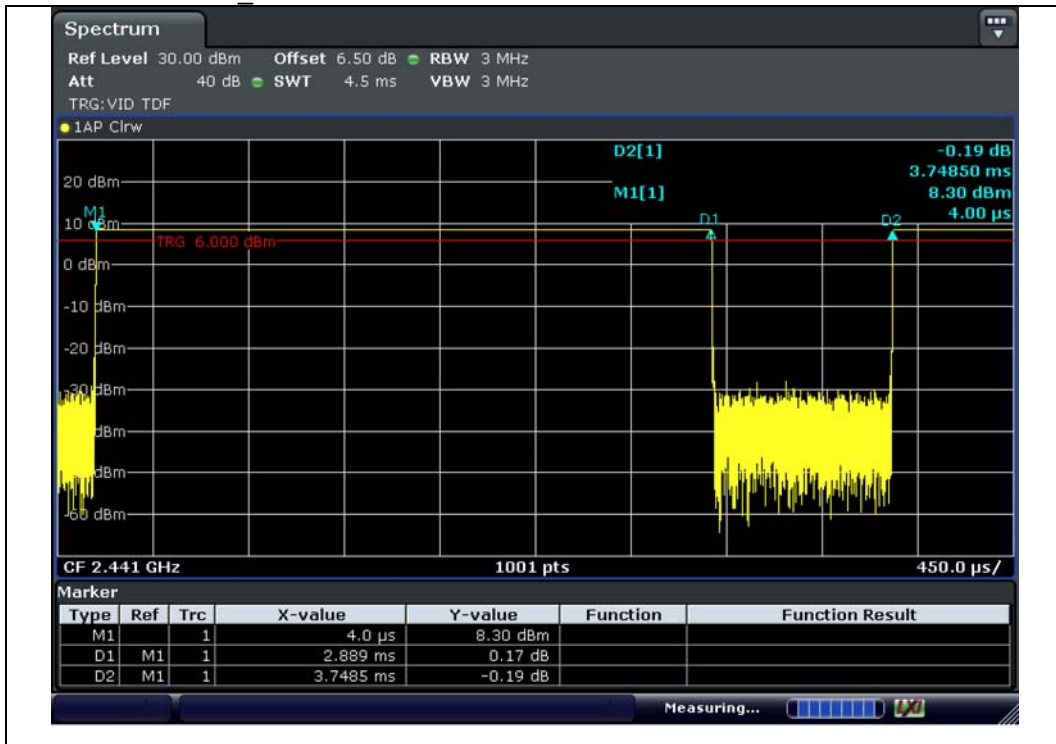 Spectrum
Ref Level 30.00 dBm Offset 6.50 dB RBW 3 MHz
Att 40 dB SWT 4.5 ms VBW 3 MHz
TRG:VID TDF
1AP Clrw
D2[1] -0.19 dB
3.74850 ms
20 dBm
M1[1] 8.30 dBm
4.00 µs
M1
D1
D2
10 dBm
TRG 6.000 dBm
0 dBm
-10 dBm
-20 dBm
-30 dBm
dBm
dBm
-60 dBm
CF 2.441 GHz 1001 pts 450.0 µs/
Marker
Type Ref Trc X-value Y-value Function Function Result
M1 1 4.0 µs 8.30 dBm
D1 M1 1 2.889 ms 0.17 dB
D2 M1 1 3.7485 ms -0.19 dB
Measuring... LXI